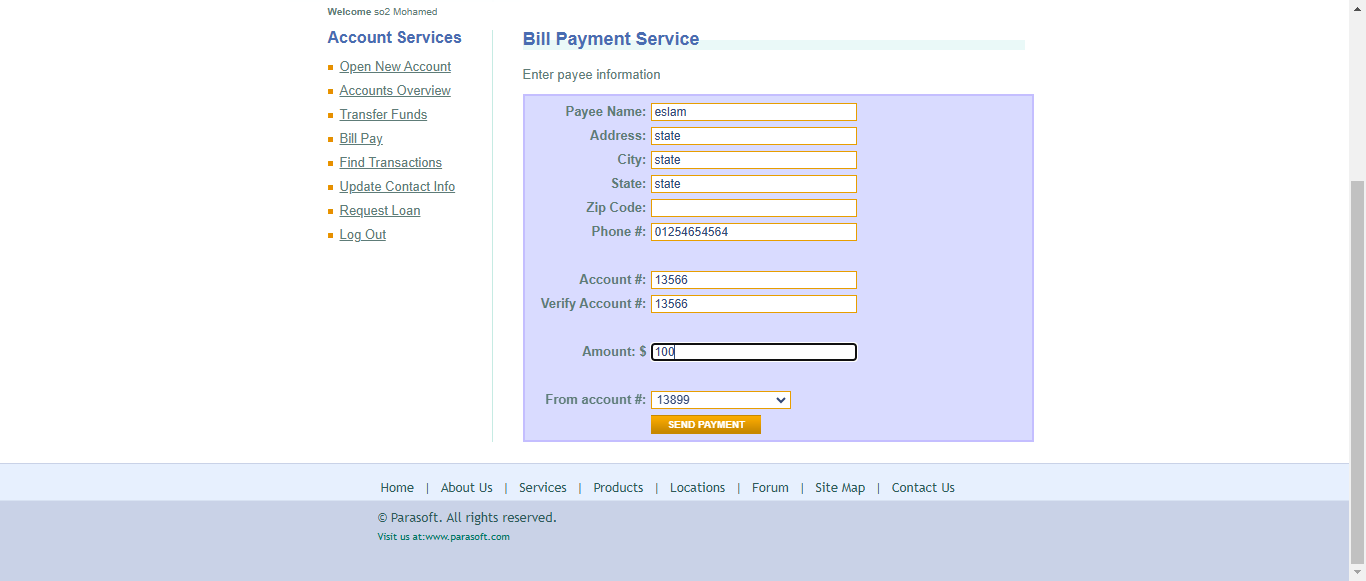 Welcome so2 Mohamed
Account Services
Open New Account
Accounts Overview
Transfer Funds
Bill Pay
Find Transactions
Update Contact Info
Request Loan
Log Out
Bill Payment Service
Enter payee information
Payee Name: eslam
Address: state
City: state
State: state
Zip Code:
Phone #: 01254654564
Account #: 13566
Verify Account #: 13566
Amount: $ 100
From account #: 13899
SEND PAYMENT
Home | About Us | Services | Products | Locations | Forum | Site Map | Contact Us
© Parasoft. All rights reserved.
Visit us at:www.parasoft.com